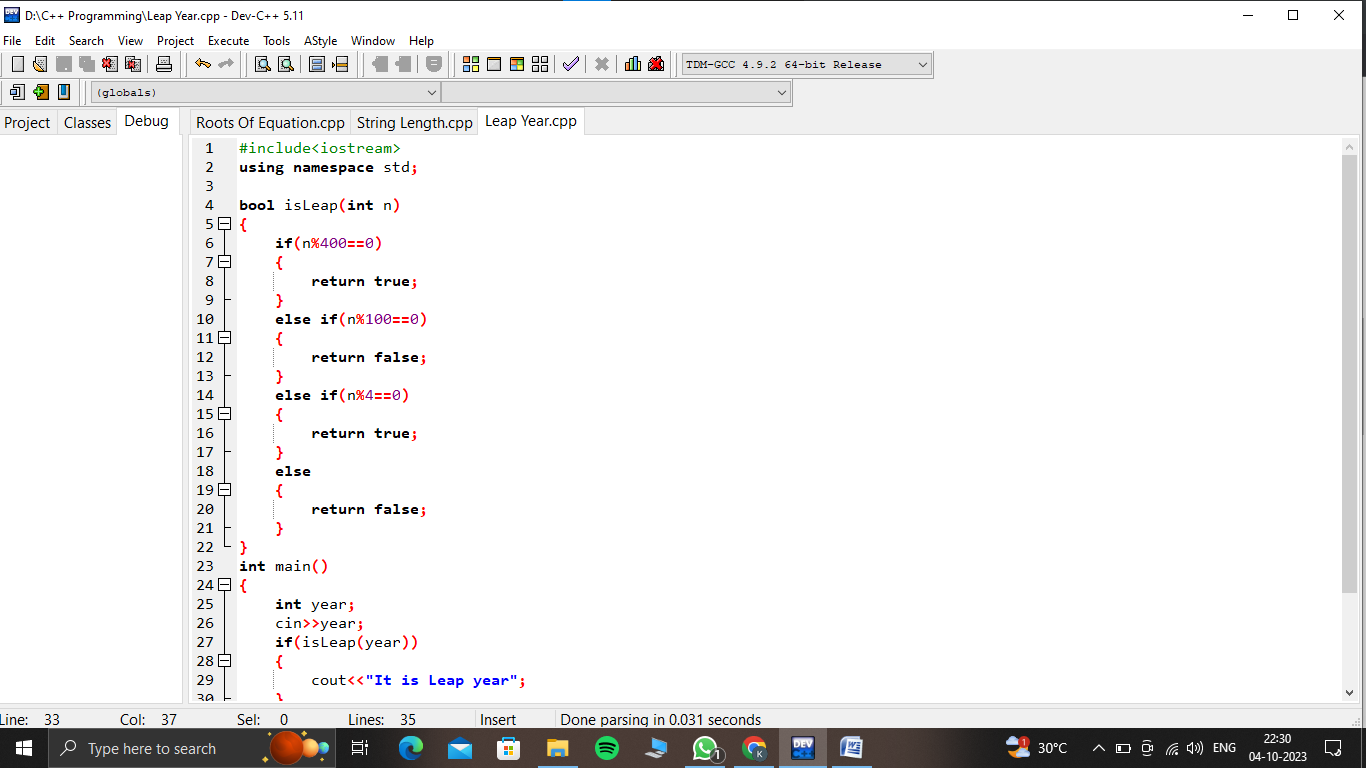 D:\C++ Programming\Leap Year.cpp - Dev-C++ 5.11
File Edit Search View Project Execute Tools AStyle Window Help
TDM-GCC 4.9.2 64-bit Release
(globals)
Project Classes Debug Roots Of Equation.cpp String Length.cpp Leap Year.cpp
1 #include<iostream>
2 using namespace std;
3
4 bool isLeap(int n)
5 {
6 if(n%400==0)
7 {
8 return true;
9 }
10 else if(n%100==0)
11 {
12 return false;
13 }
14 else if(n%4==0)
15 {
16 return true;
17 }
18 else
19 {
20 return false;
21 }
22 }
23 int main()
24 {
25 int year;
26 cin>>year;
27 if(isLeap(year))
28 {
29 cout<<"It is Leap year";
30 }
Line: 33 Col: 37 Sel: 0 Lines: 35 Insert Done parsing in 0.031 seconds
Type here to search 1 K DEV W 1 30°C ENG 22:30
04-10-2023